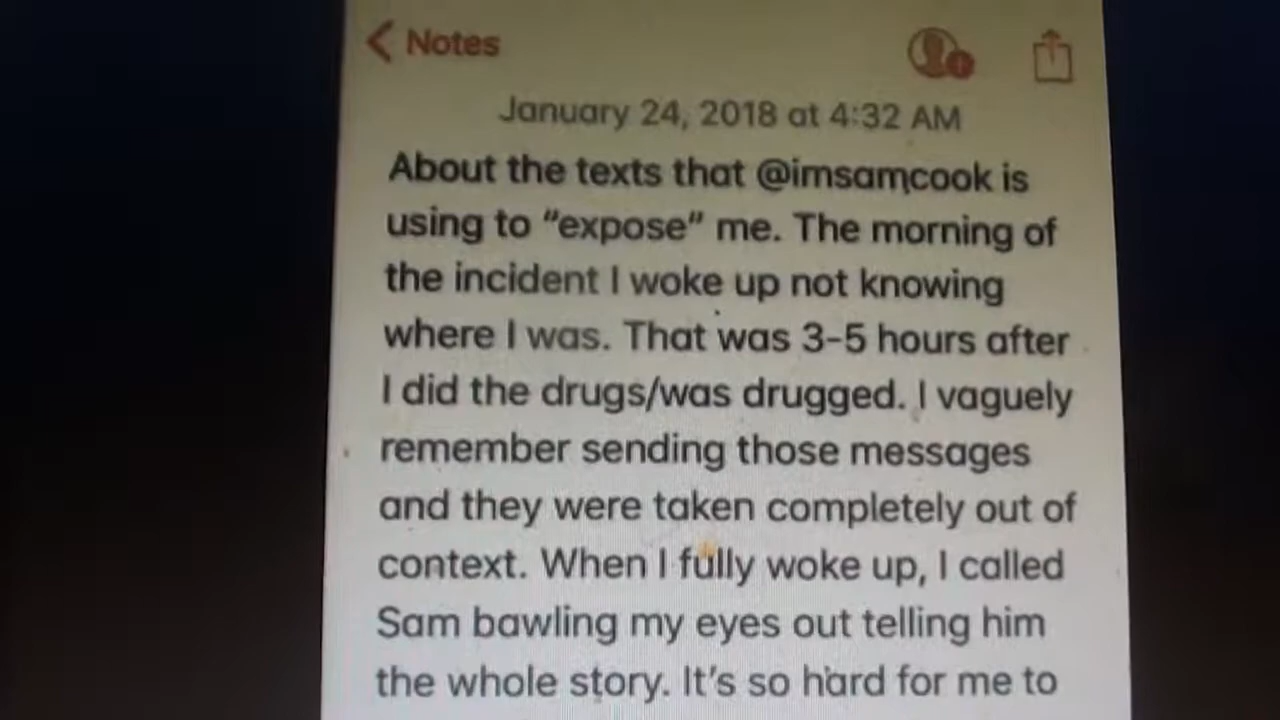 Notes
January 24, 2018 at 4:32 AM
About the texts that @imsamcook is
using to “expose” me. The morning of
the incident I woke up not knowing
where I was. That was 3-5 hours after
I did the drugs/was drugged. I vaguely
remember sending those messages
and they were taken completely out of
context. When I fully woke up, I called
Sam bawling my eyes out telling him
the whole story. It’s so hard for me to